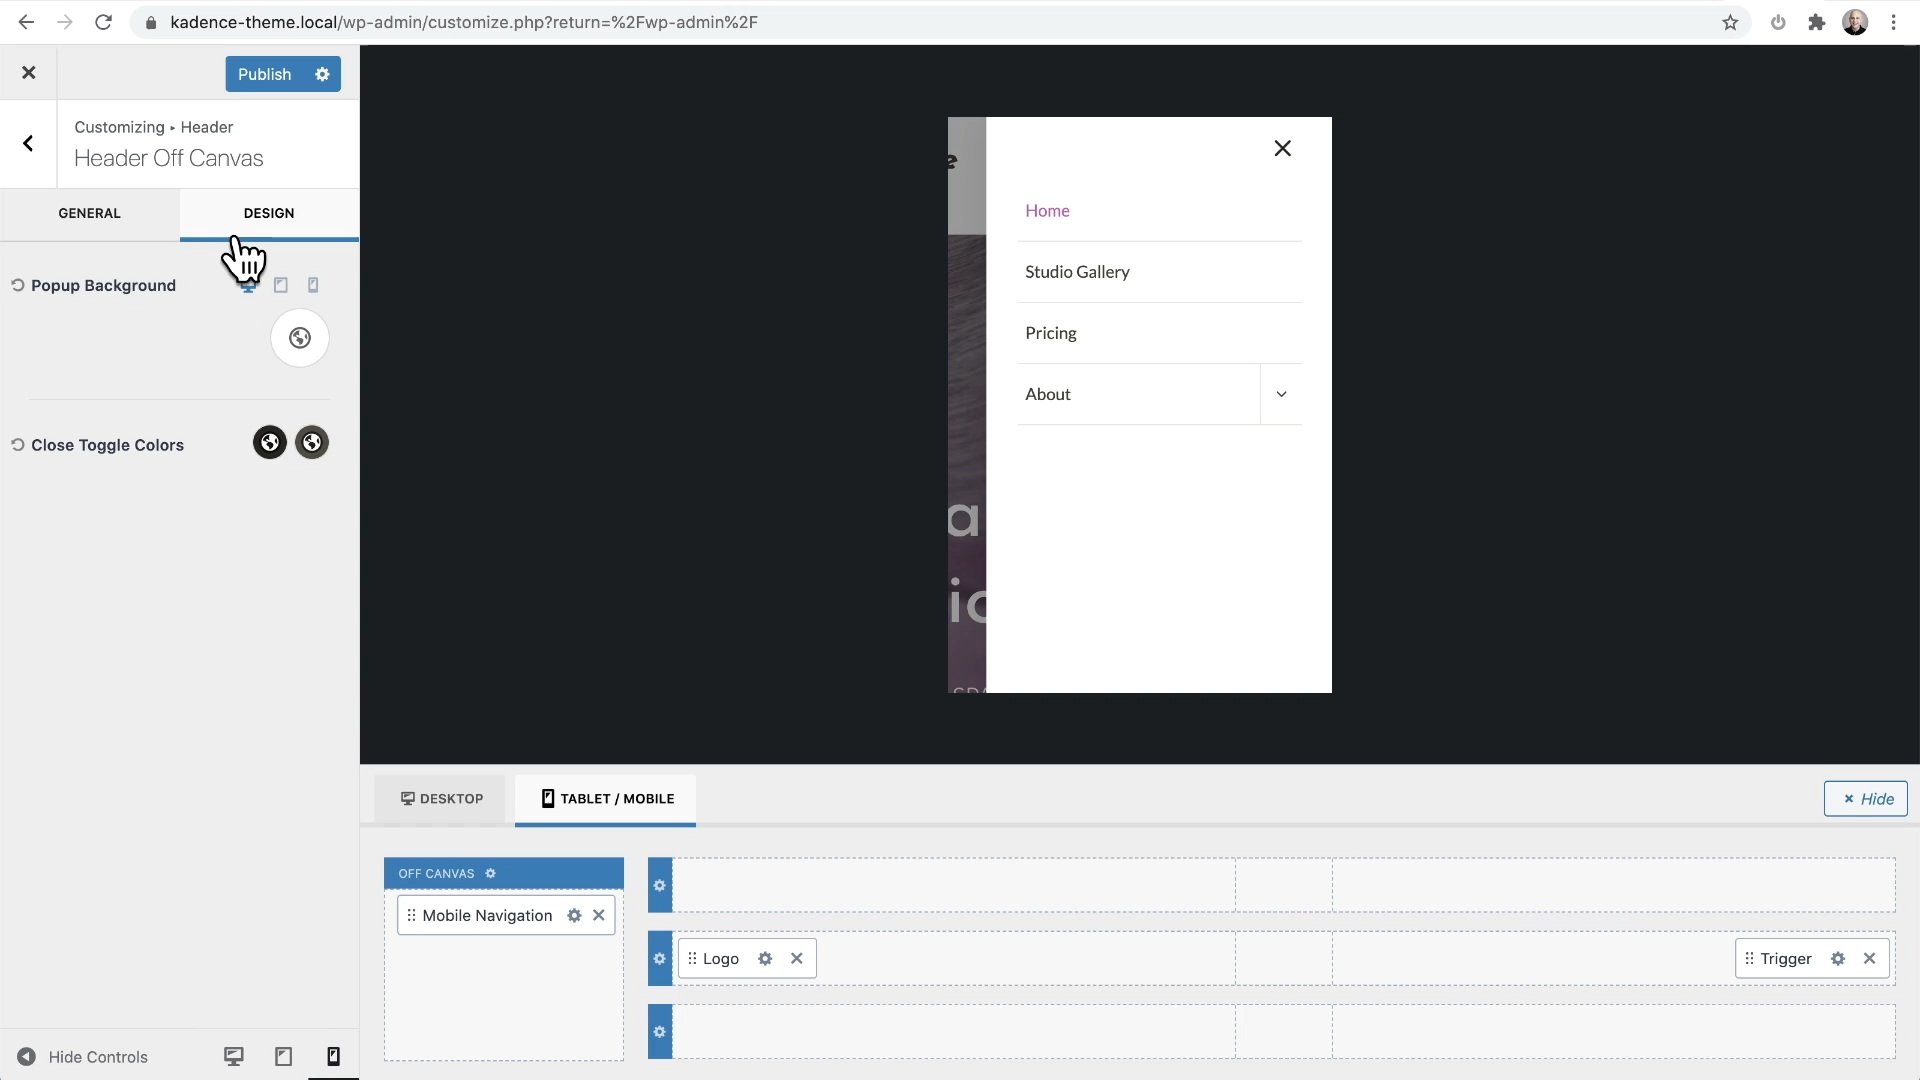 kadence-theme.local/wp-admin/customize.php?return=%2Fwp-admin%2F
Publish
Customizing ▸ Header
Header Off Canvas
GENERAL
DESIGN
Popup Background
Close Toggle Colors
Home
Studio Gallery
Pricing
About
e
a
ic
DESKTOP
TABLET / MOBILE
× Hide
OFF CANVAS
Mobile Navigation
Logo
Trigger
Hide Controls